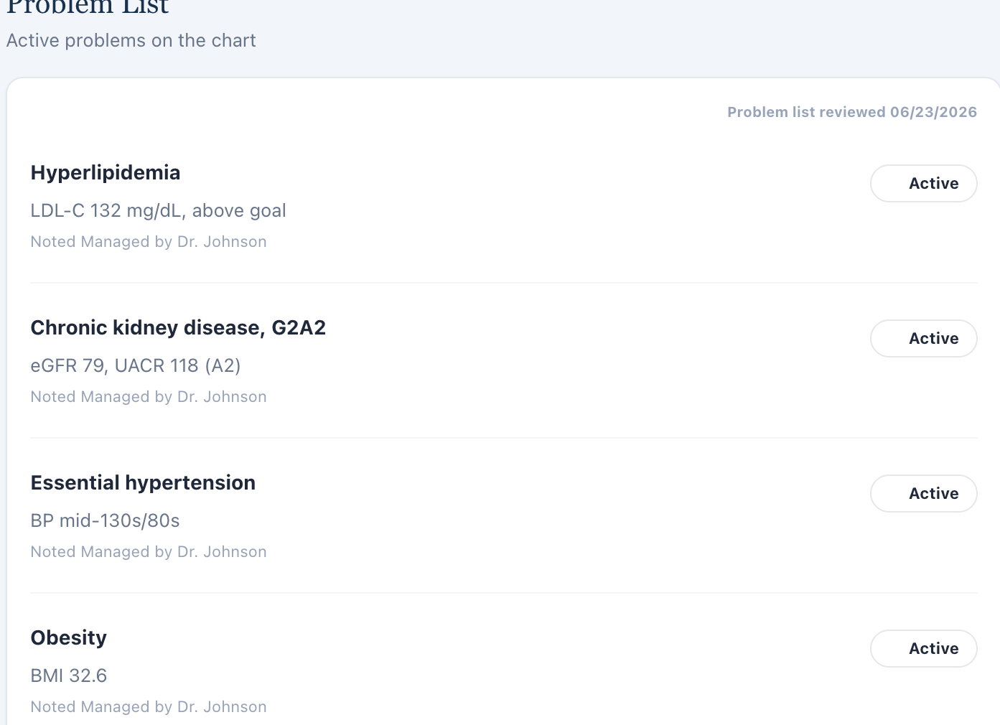 Problem List
Active problems on the chart
Problem list reviewed 06/23/2026
Hyperlipidemia
Active
LDL-C 132 mg/dL, above goal
Noted Managed by Dr. Johnson
Chronic kidney disease, G2A2
Active
eGFR 79, UACR 118 (A2)
Noted Managed by Dr. Johnson
Essential hypertension
Active
BP mid-130s/80s
Noted Managed by Dr. Johnson
Obesity
Active
BMI 32.6
Noted Managed by Dr. Johnson